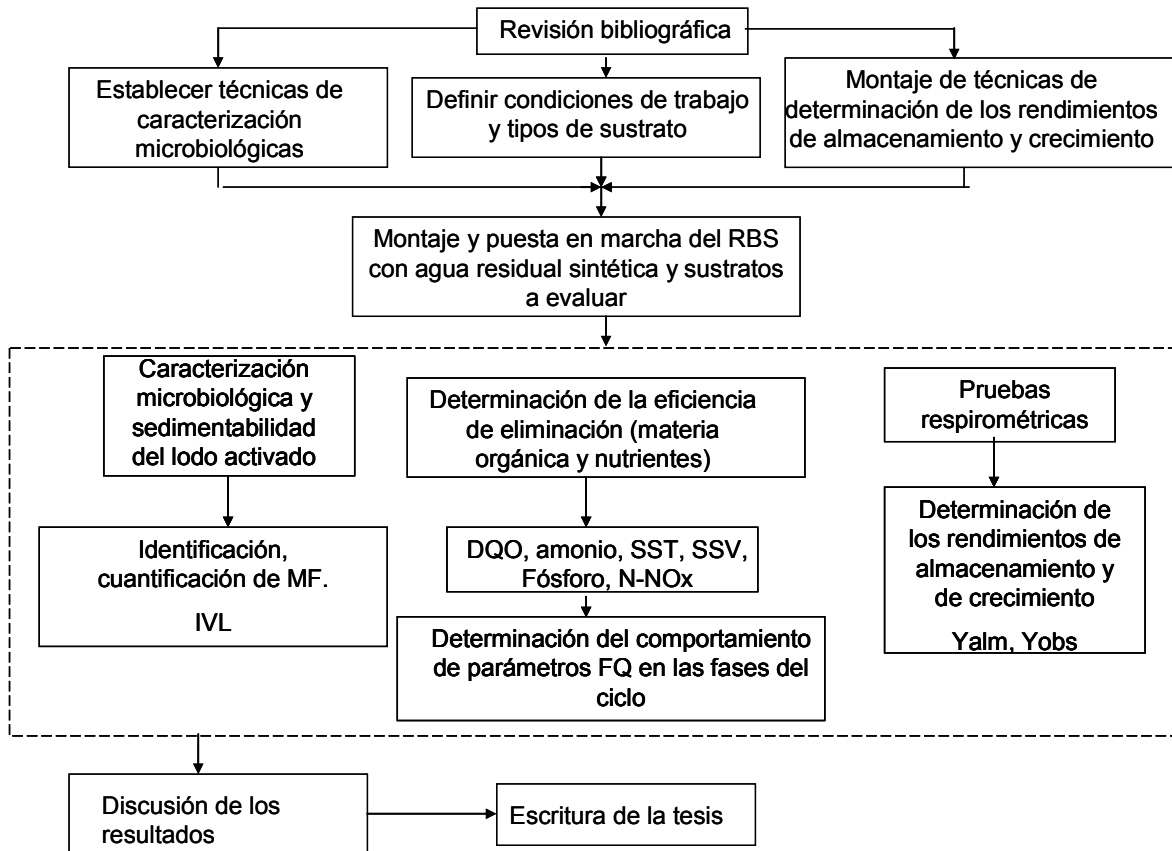 Revisión bibliográfica
Establecer técnicas de
caracterización
microbiológicas
Definir condiciones de trabajo
y tipos de sustrato
Montaje de técnicas de
determinación de los rendimientos
de almacenamiento y crecimiento
Montaje y puesta en marcha del RBS
con agua residual sintética y sustratos
a evaluar
Caracterización
microbiológica y
sedimentabilidad
del lodo activado
Identificación,
cuantificación de MF.
IVL
Determinación de la eficiencia
de eliminación (materia
orgánica y nutrientes)
DQO, amonio, SST, SSV,
Fósforo, N-NOx
Determinación del comportamiento
de parámetros FQ en las fases del
ciclo
Pruebas
respirométricas
Determinación de
los rendimientos de
almacenamiento y
de crecimiento
Yalm, Yobs
Discusión de los
resultados
Escritura de la tesis